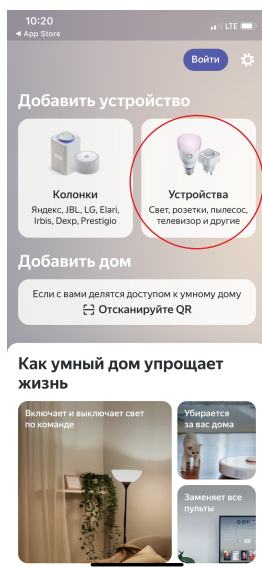 10:20
LTE
◀ App Store
Войти
Добавить устройство
Колонки
Яндекс, JBL, LG, Elari,
Irbis, Dexp, Prestigio
Устройства
Свет, розетки, пылесос,
телевизор и другие
Добавить дом
Если с вами делятся доступом к умному дому
Отсканируйте QR
Как умный дом упрощает
жизнь
Включает и выключает свет
по команде
Убирается
за вас дома
Заменяет все
пульты